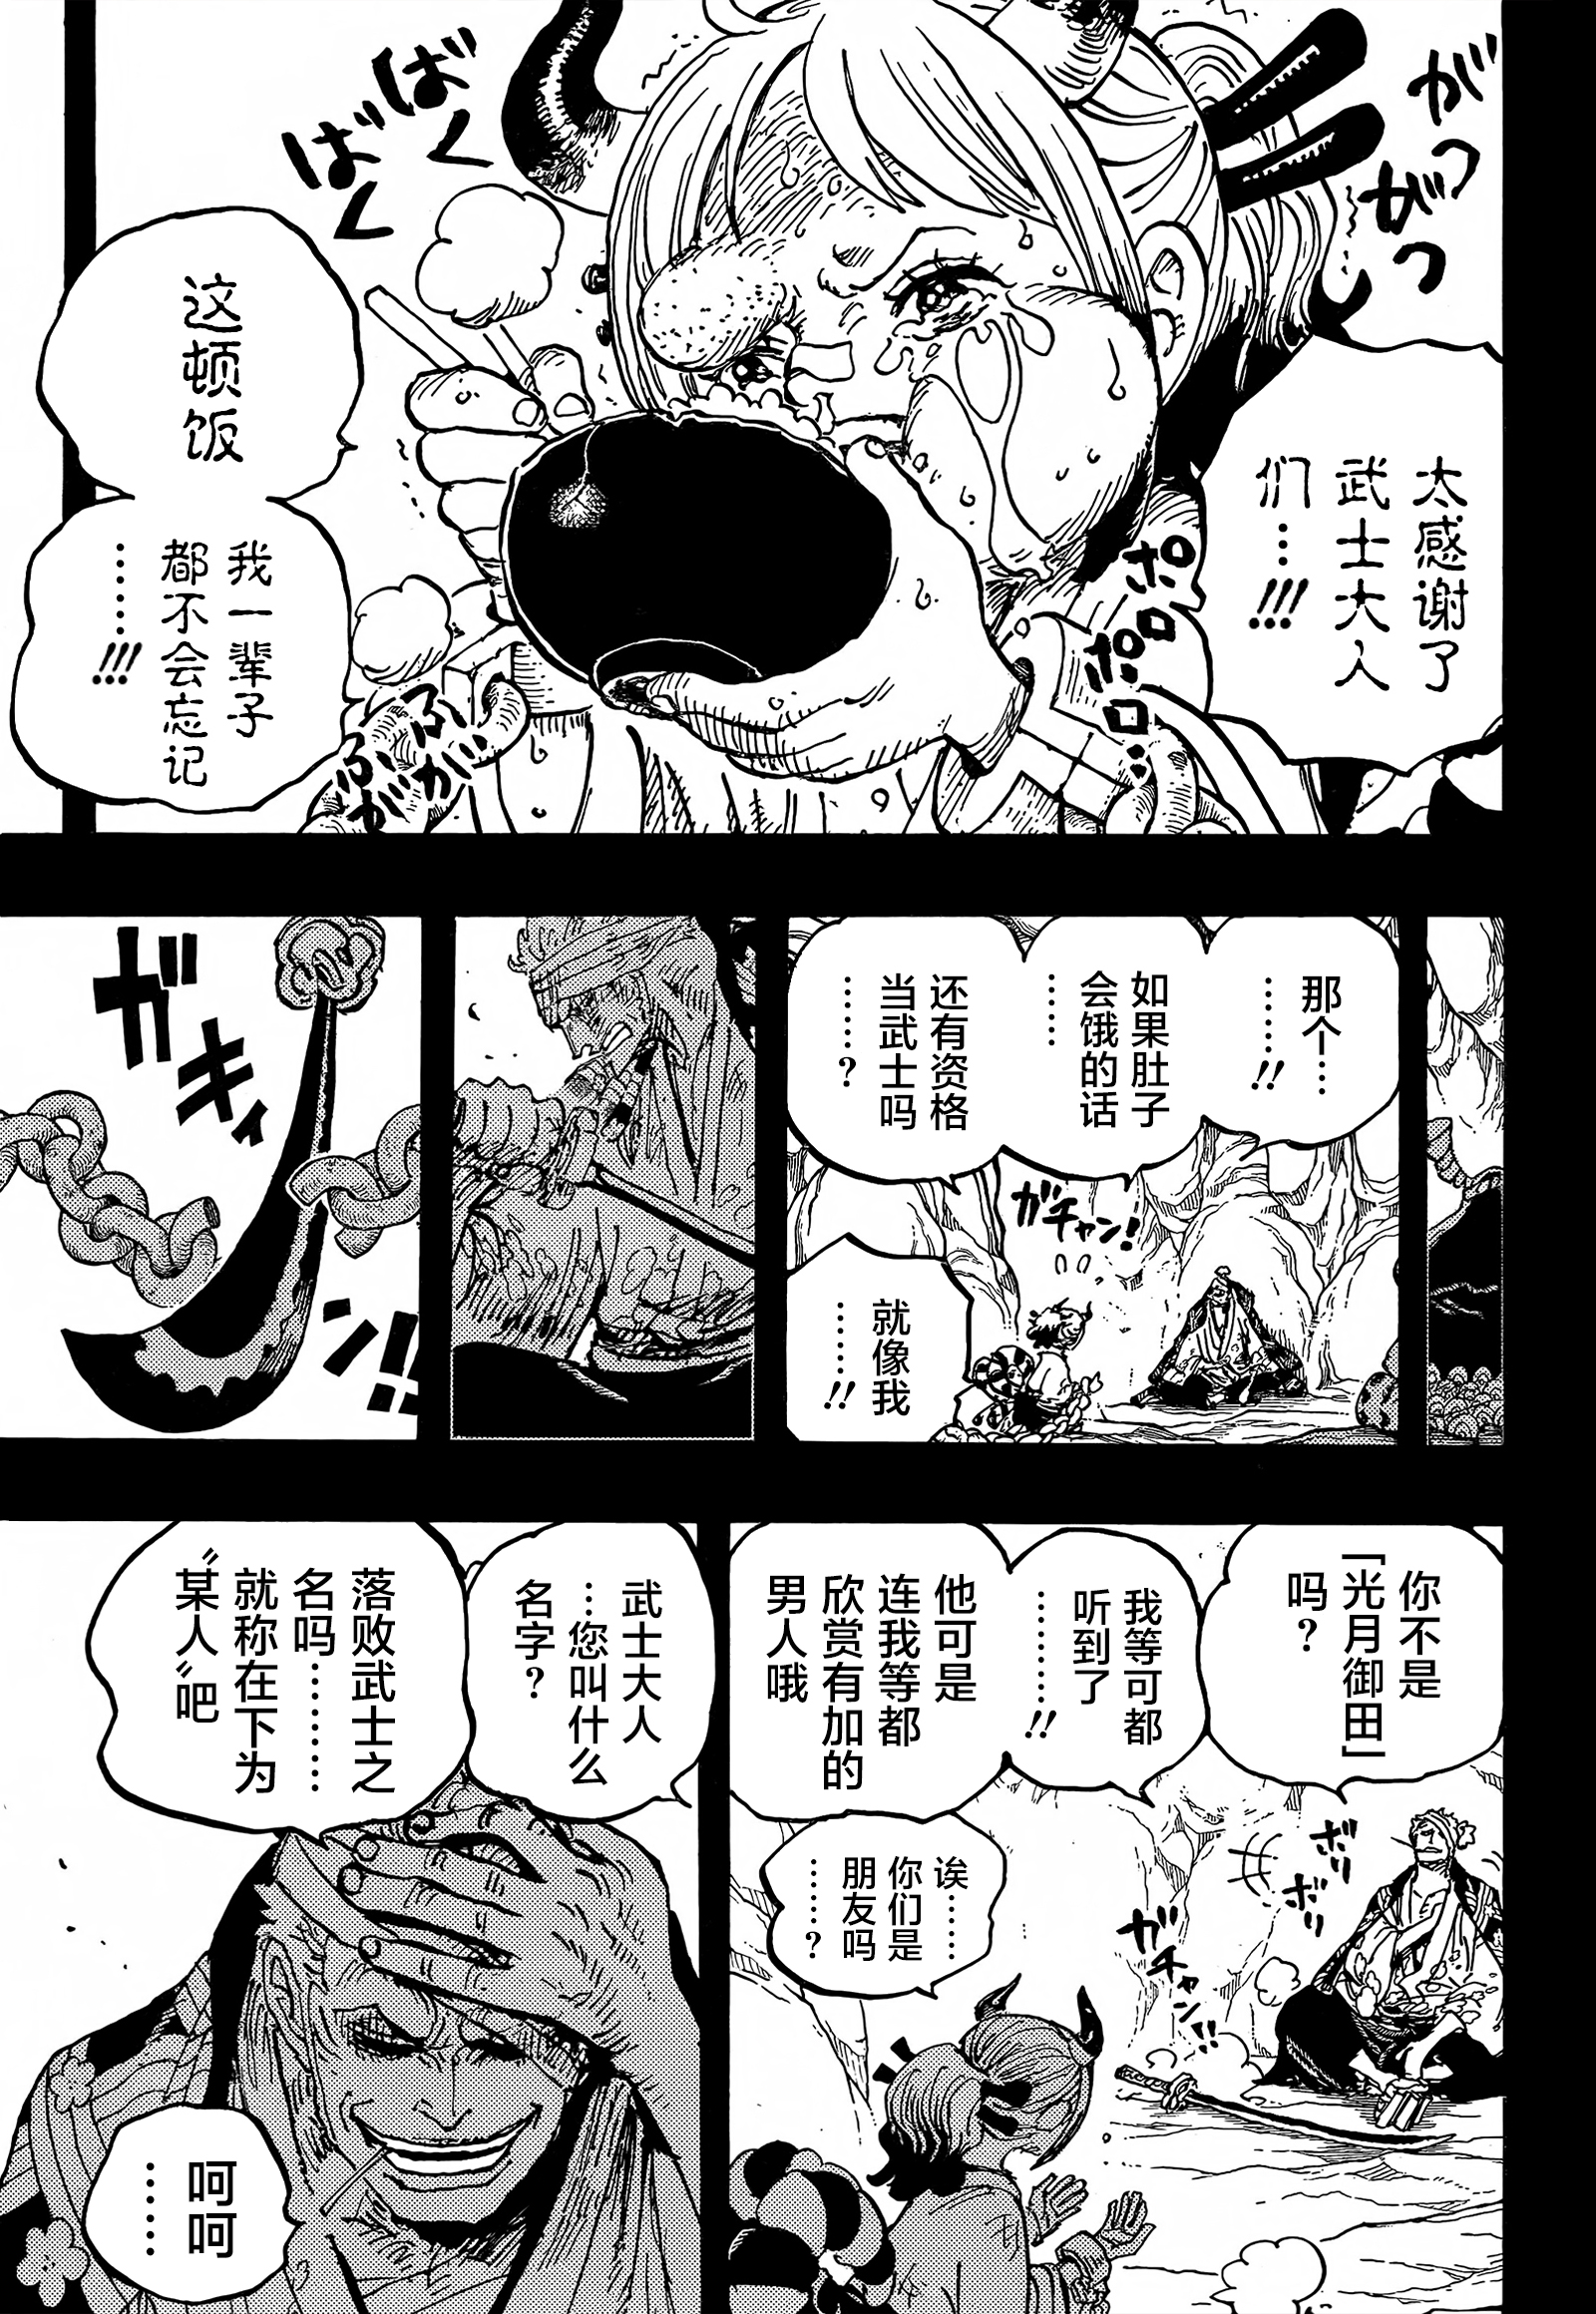 がつ
がつ
ばく
ばく
太感谢了
武士大人
们…!!!
ポロ
ポロ…
这顿饭
我一辈子
都不会忘记
……!!!
ふが
ふがが
那个…
……!!
如果肚子
会饿的话
……
还有资格
当武士吗
……?
ガチャン!
就像我
……!!
ガキィ
ン!!
你不是
「光月御田」
吗?
我等可都
听到了
………!!
他可是
连我等都
欣赏有加的
男人哦
ボリ
ボリ
ガチャン!!
诶……
你们是
朋友吗
……?
武士大人
…您叫什么
名字?
落败武士之
名吗………
就称在下为
〝某人〞吧
呵呵
……